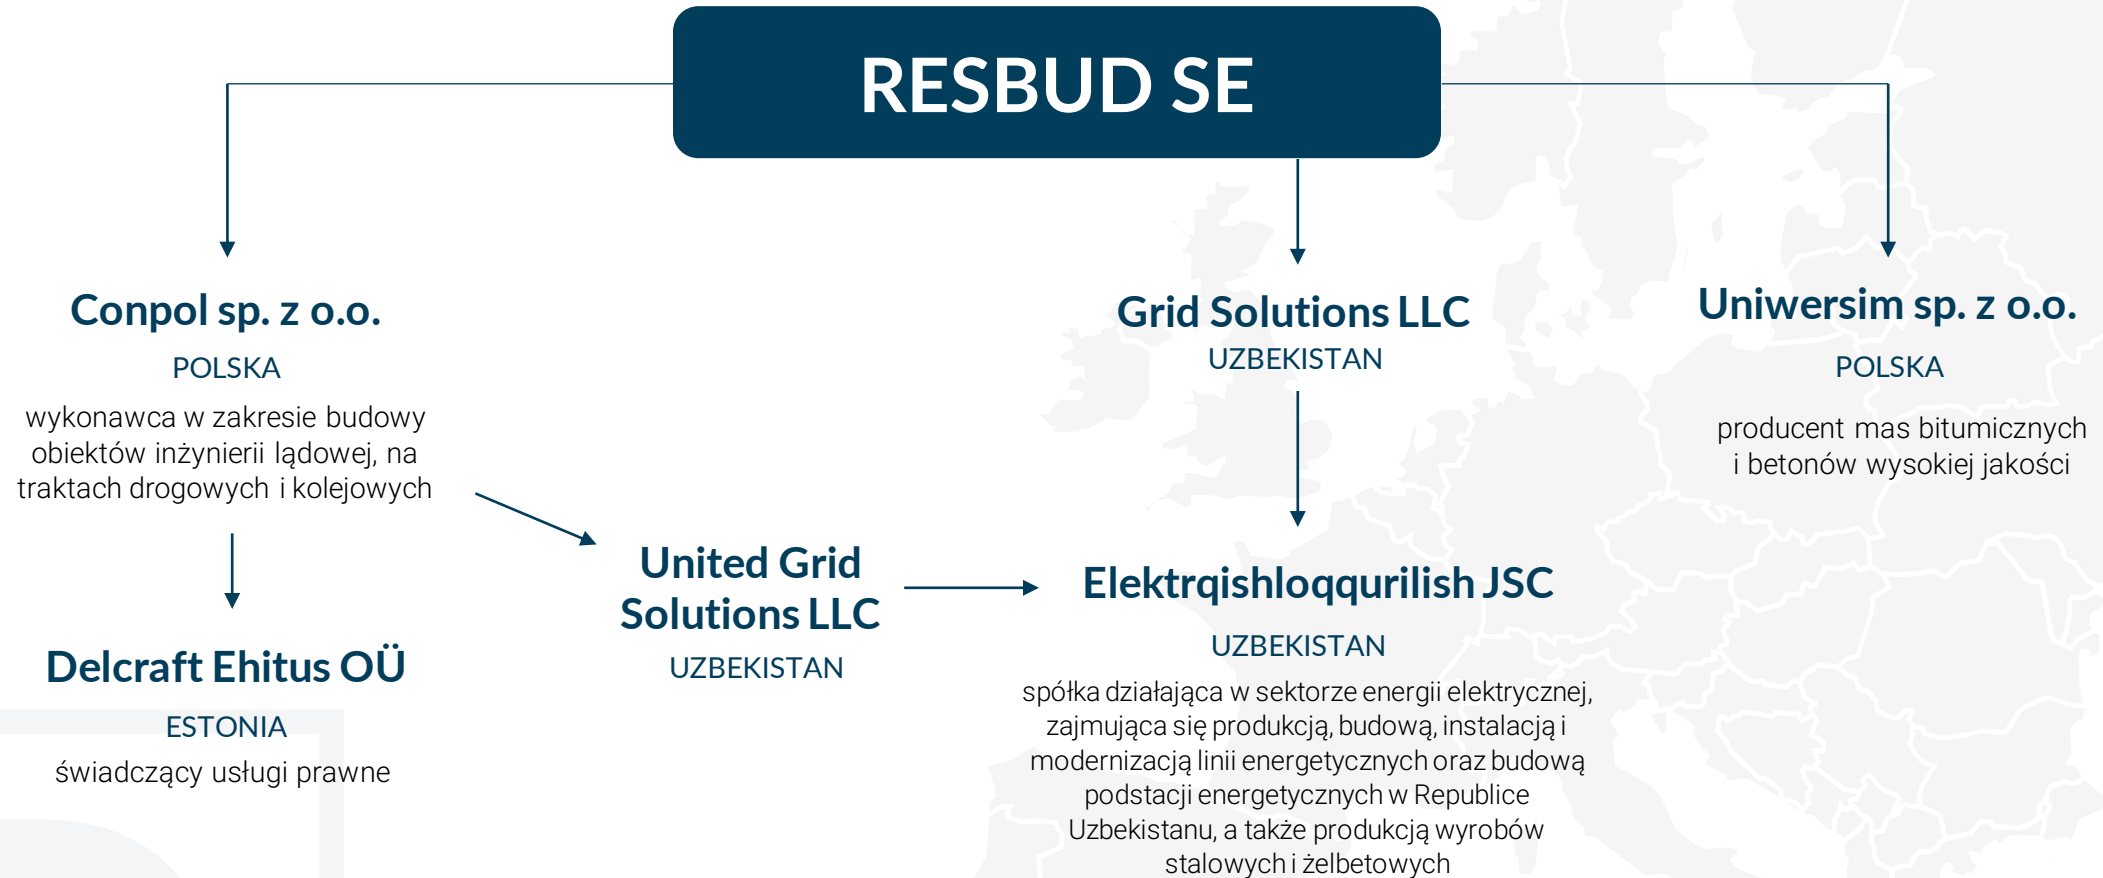 RESBUD SE
Conpol sp. z o.o.
POLSKA
wykonawca w zakresie budowy
obiektów inżynierii lądowej, na
traktach drogowych i kolejowych
Delcraft Ehitus OÜ
ESTONIA
świadczący usługi prawne
United Grid
Solutions LLC
UZBEKISTAN
Grid Solutions LLC
UZBEKISTAN
Elektrqishloqqurilish JSC
UZBEKISTAN
spółka działająca w sektorze energii elektrycznej,
zajmująca się produkcją, budową, instalacją i
modernizacją linii energetycznych oraz budową
podstacji energetycznych w Republice
Uzbekistanu, a także produkcją wyrobów
stalowych i żelbetowych
Uniwersim sp. z o.o.
POLSKA
producent mas bitumicznych
i betonów wysokiej jakości